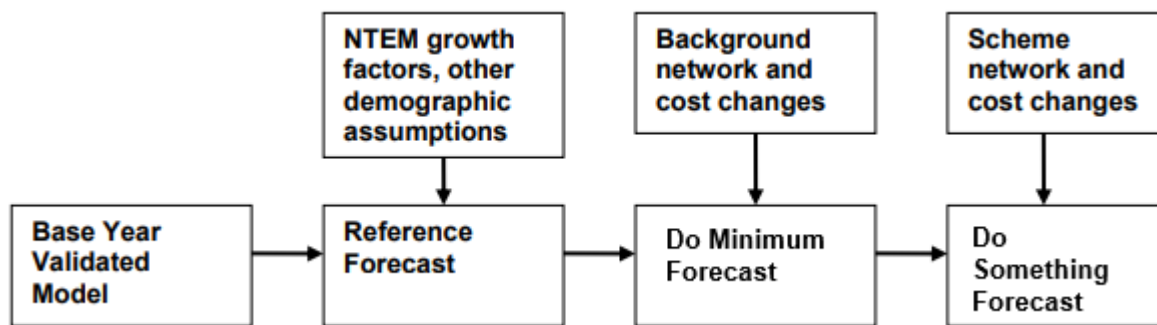 NTEM growth
factors, other
demographic
assumptions
Background
network and
cost changes
Scheme
network and
cost changes
Base Year
Validated
Model
Reference
Forecast
Do Minimum
Forecast
Do
Something
Forecast